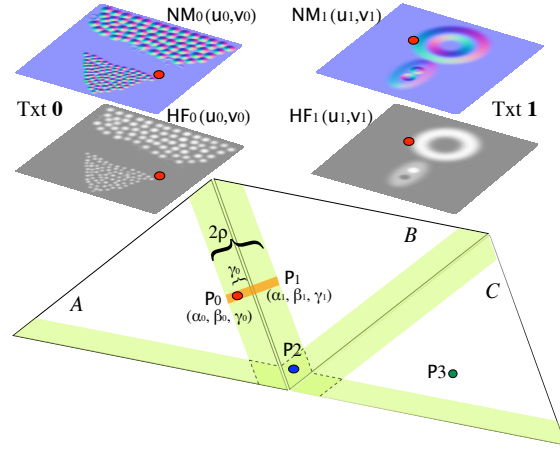 NM₀(u₀,v₀) NM₁(u₁,v₁)
Txt 0 HF₀(u₀,v₀) HF₁(u₁,v₁) Txt 1
2ρ
B
γ₀
C
P₀ P₁
A
(α₀, β₀, γ₀) (α₁, β₁, γ₁)
P2
P3